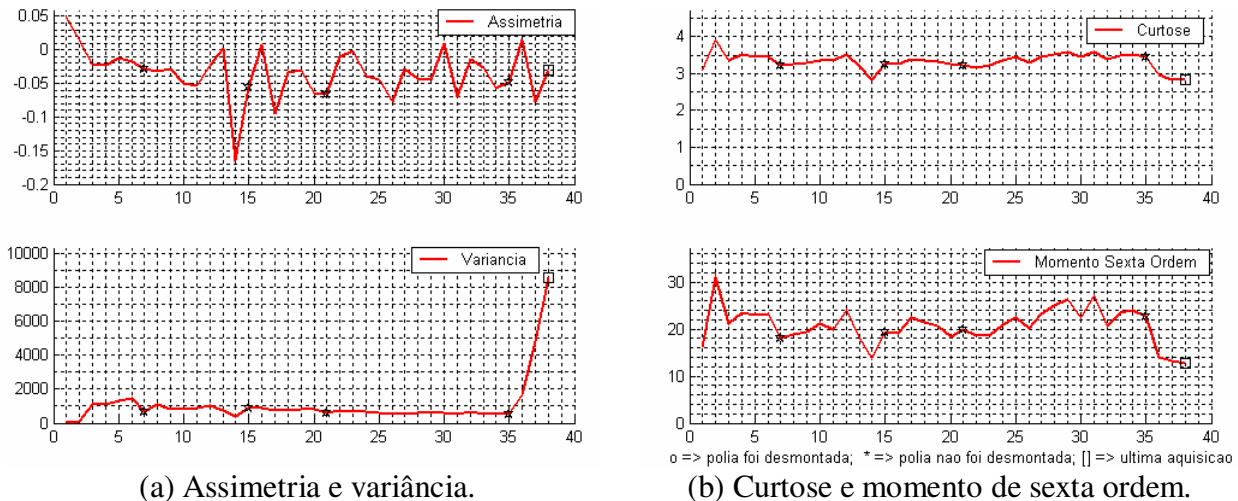 0.05
0
-0.05
-0.1
-0.15
-0.2
Assimetria
0 5 10 15 20 25 30 35 40
10000
8000
6000
4000
2000
0
Variancia
0 5 10 15 20 25 30 35 40
(a) Assimetria e variância.
4
3
2
1
0
Curtose
0 5 10 15 20 25 30 35 40
30
20
10
0
Momento Sexta Ordem
0 5 10 15 20 25 30 35 40
o => polia foi desmontada; * => polia nao foi desmontada; [] => ultima aquisicao
(b) Curtose e momento de sexta ordem.